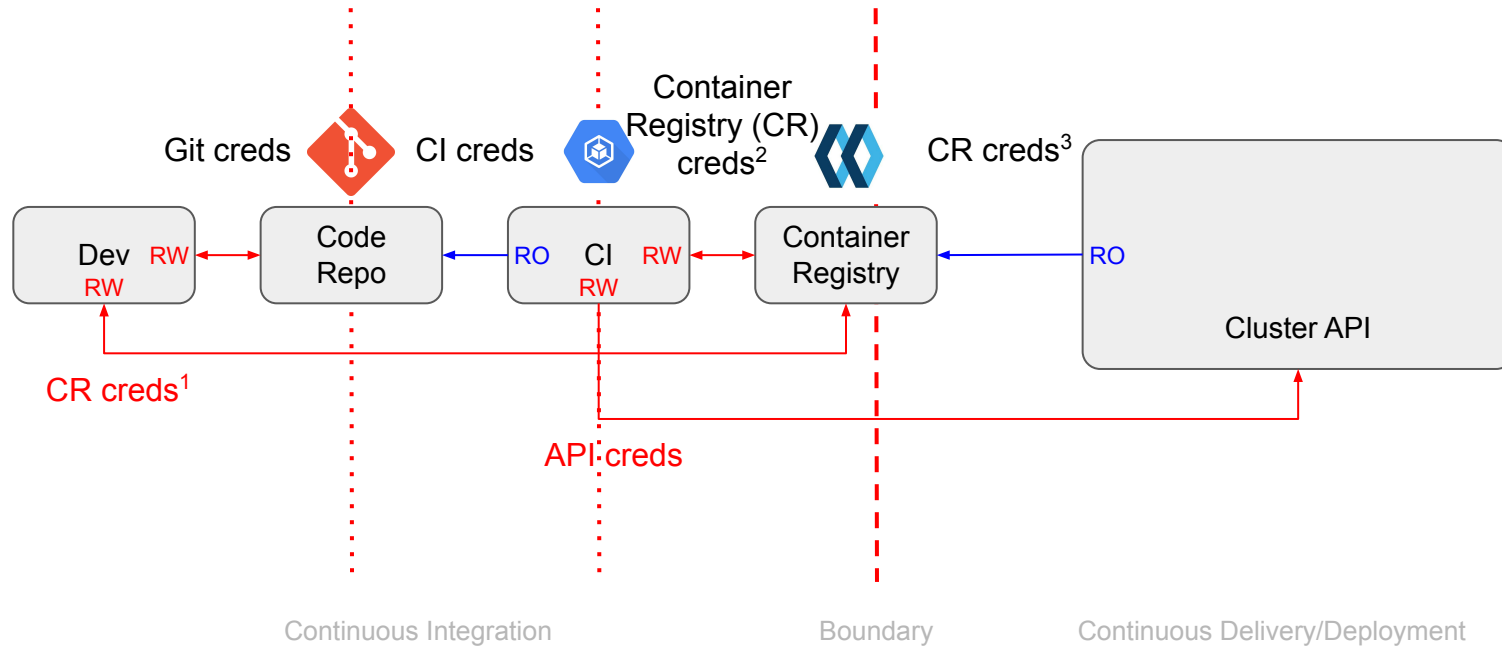 Container
Registry (CR)
creds²
Git creds
CI creds
CR creds³
Dev
RW
RW
Code
Repo
RO
CI
RW
RW
Container
Registry
RO
Cluster API
CR creds¹
API creds
Continuous Integration
Boundary
Continuous Delivery/Deployment